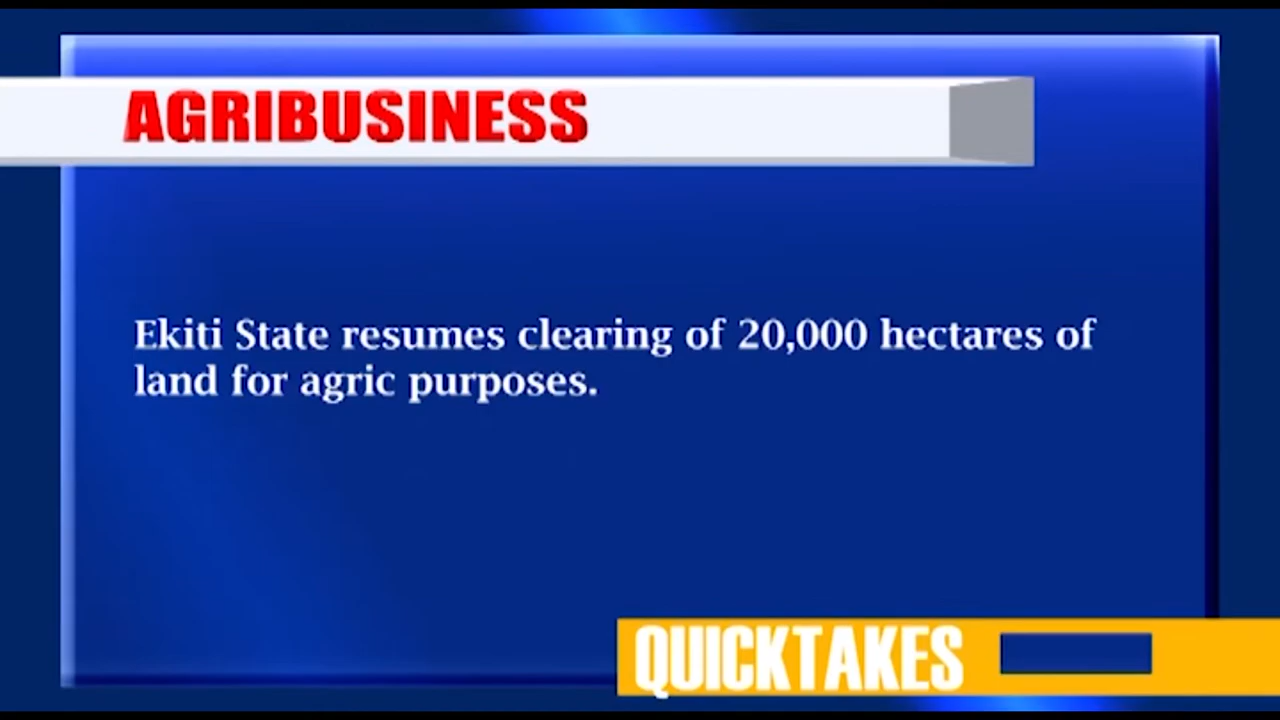 AGRIBUSINESS
Ekiti State resumes clearing of 20,000 hectares of
land for agric purposes.
QUICKTAKES